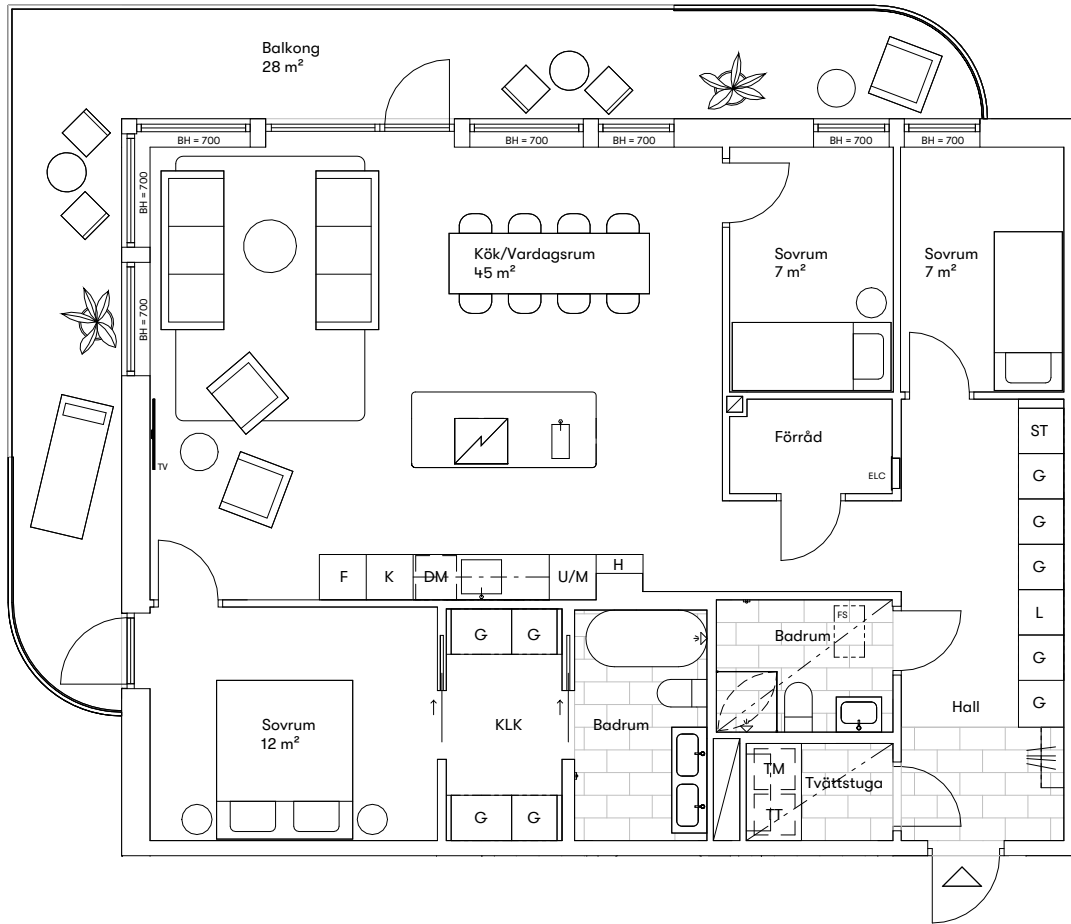 Balkong
28 m²
BH = 700
BH = 700
BH = 700
BH = 700
BH = 700
BH = 700
BH = 700
Kök/Vardagsrum
45 m²
Sovrum
7 m²
Sovrum
7 m²
TV
Förråd
ELC
ST
G
G
G
L
G
G
F
K
DM
U/M
H
G
G
FS
Badrum
Sovrum
12 m²
KLK
Badrum
Hall
TM
Tvättstuga
TT
G
G